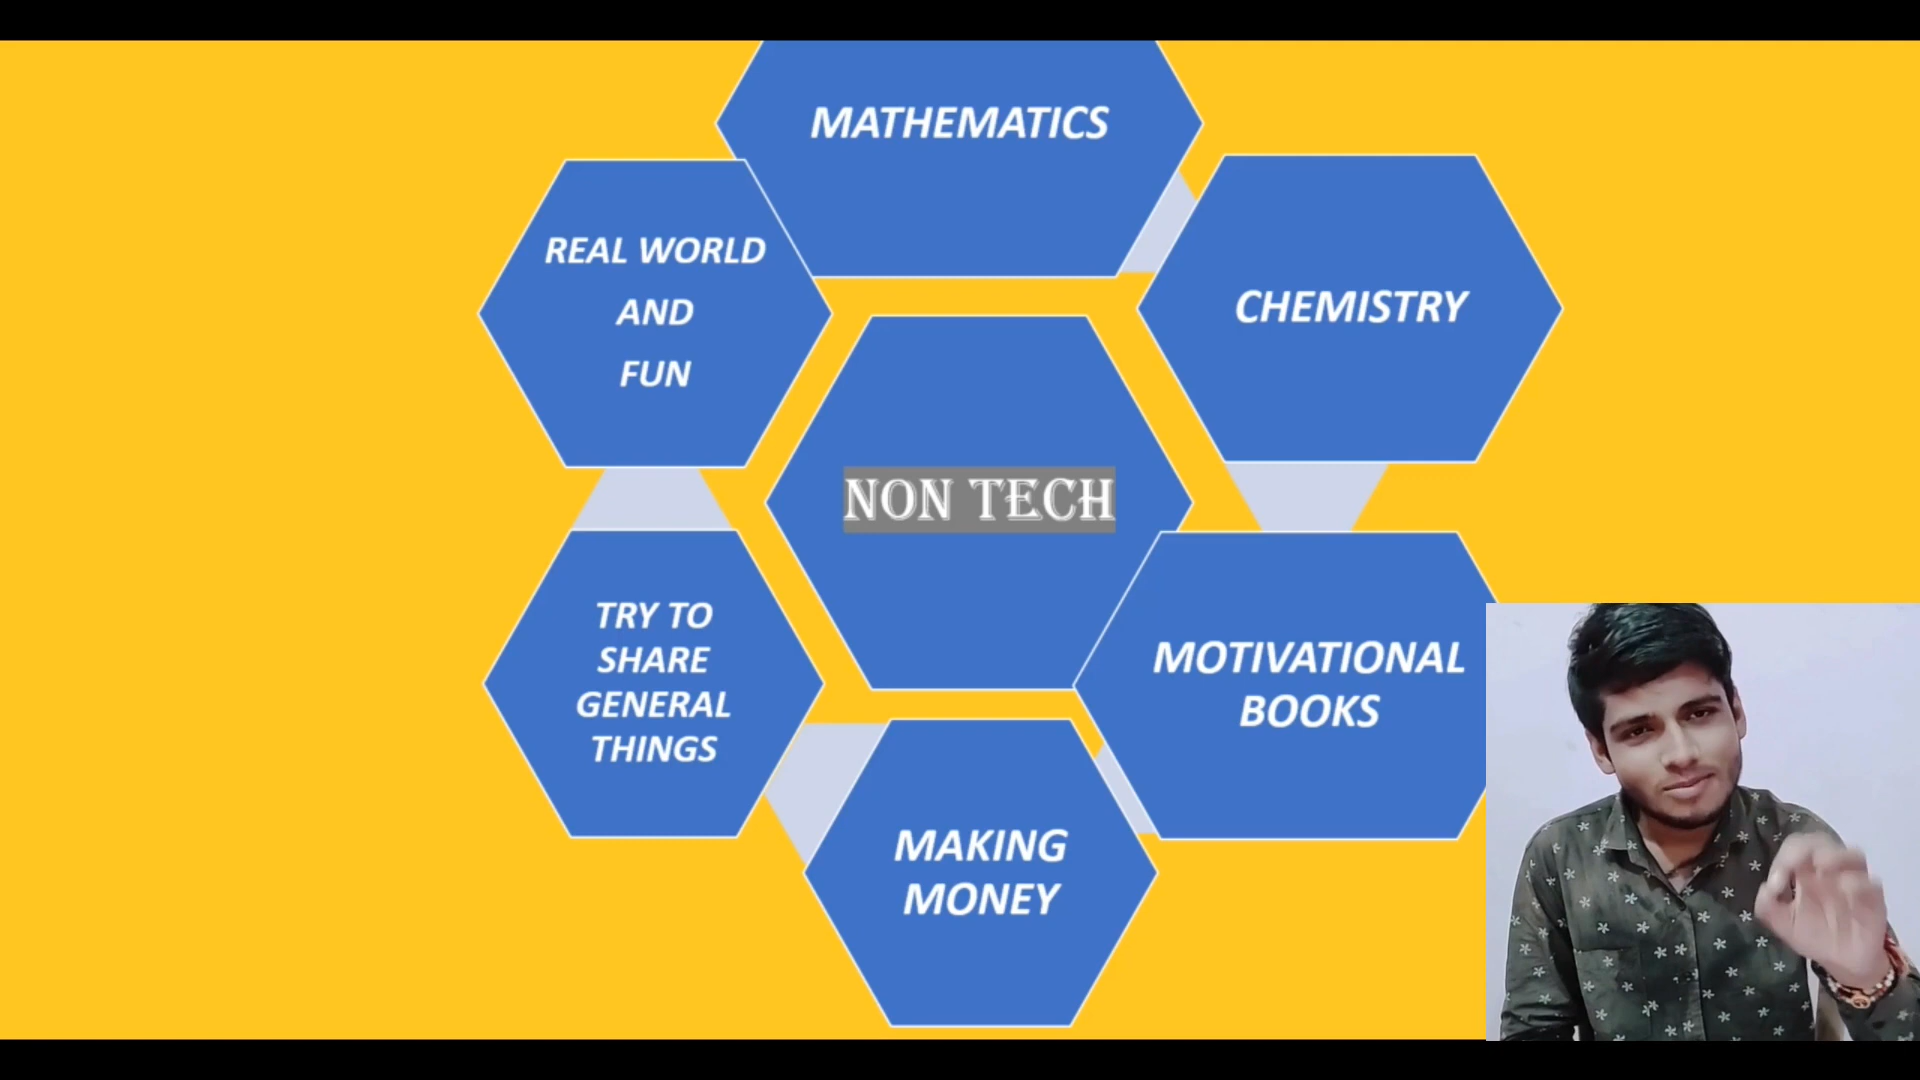 MATHEMATICS
CHEMISTRY
REAL WORLD
AND
FUN
NON TECH
MOTIVATIONAL
BOOKS
TRY TO
SHARE
GENERAL
THINGS
MAKING
MONEY